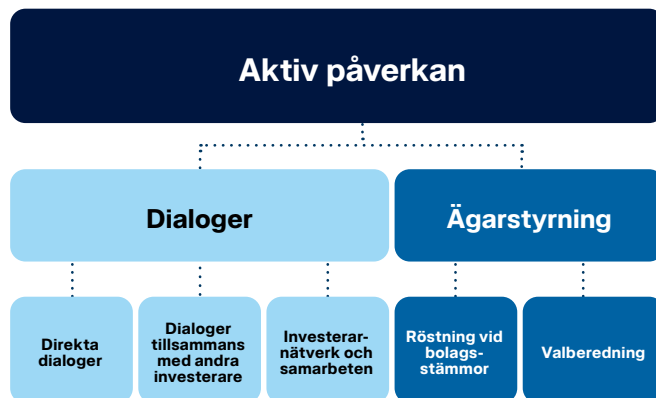 Aktiv påverkan
Dialoger
Ägarstyrning
Direkta
dialoger
Dialoger
tillsammans
med andra
investerare
Investerar-
nätverk och
samarbeten
Röstning vid
bolags-
stämmor
Valberedning